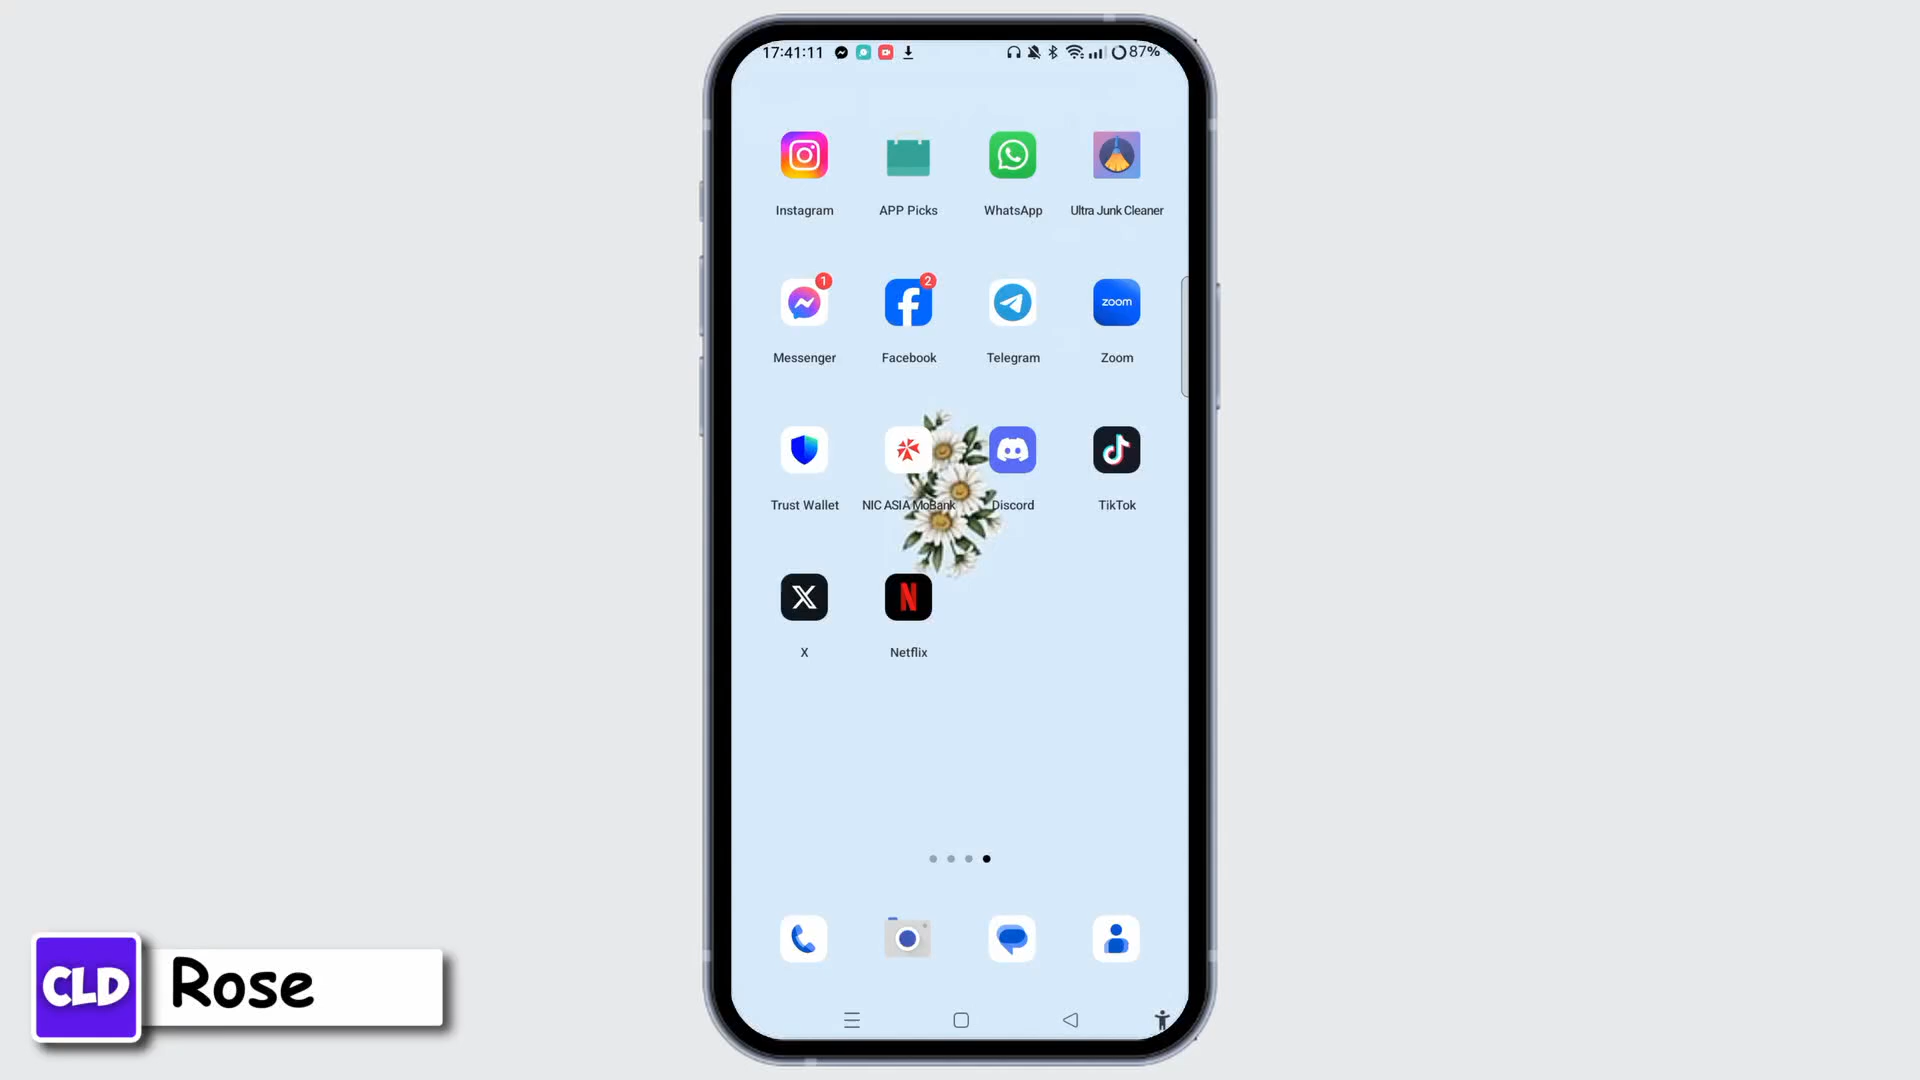 17:41:11
87%
Instagram
APP Picks
WhatsApp
Ultra Junk Cleaner
1
2
zoom
Messenger
Facebook
Telegram
Zoom
Trust Wallet
NIC ASIA MoBank
Discord
TikTok
X
N
X
Netflix
CLD
Rose